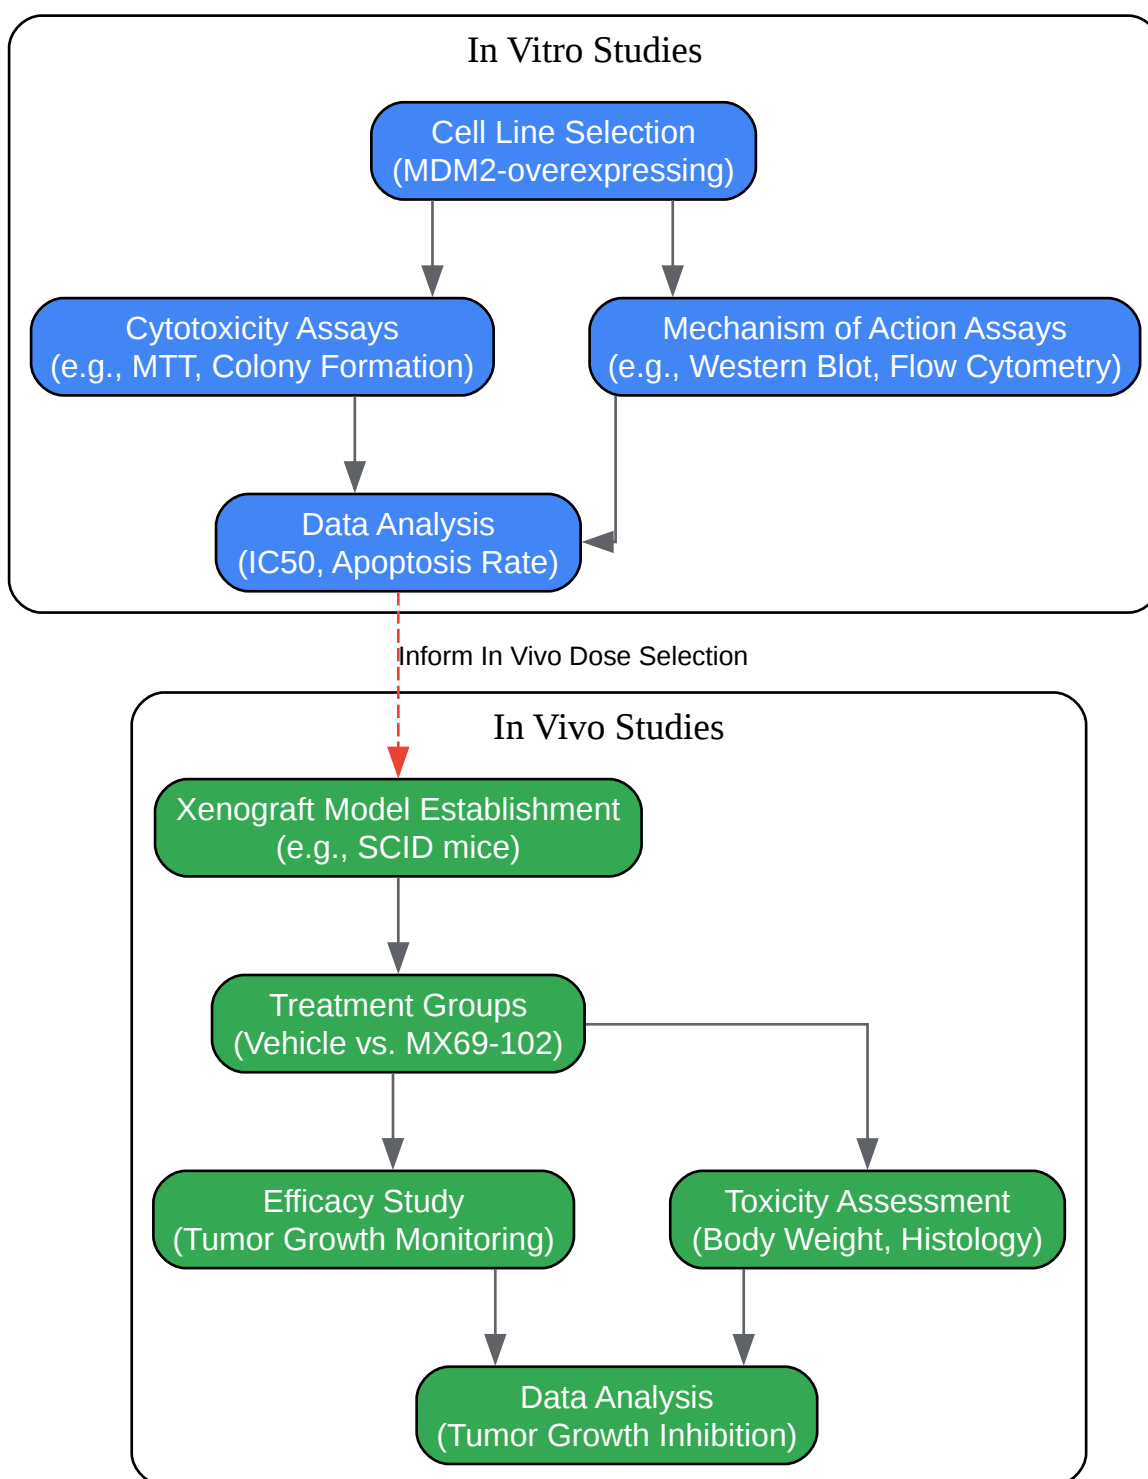 In Vitro Studies
Cell Line Selection
(MDM2-overexpressing)
Cytotoxicity Assays
(e.g., MTT, Colony Formation)
Mechanism of Action Assays
(e.g., Western Blot, Flow Cytometry)
Data Analysis
(IC50, Apoptosis Rate)
Inform In Vivo Dose Selection
In Vivo Studies
Xenograft Model Establishment
(e.g., SCID mice)
Treatment Groups
(Vehicle vs. MX69-102)
Efficacy Study
(Tumor Growth Monitoring)
Toxicity Assessment
(Body Weight, Histology)
Data Analysis
(Tumor Growth Inhibition)